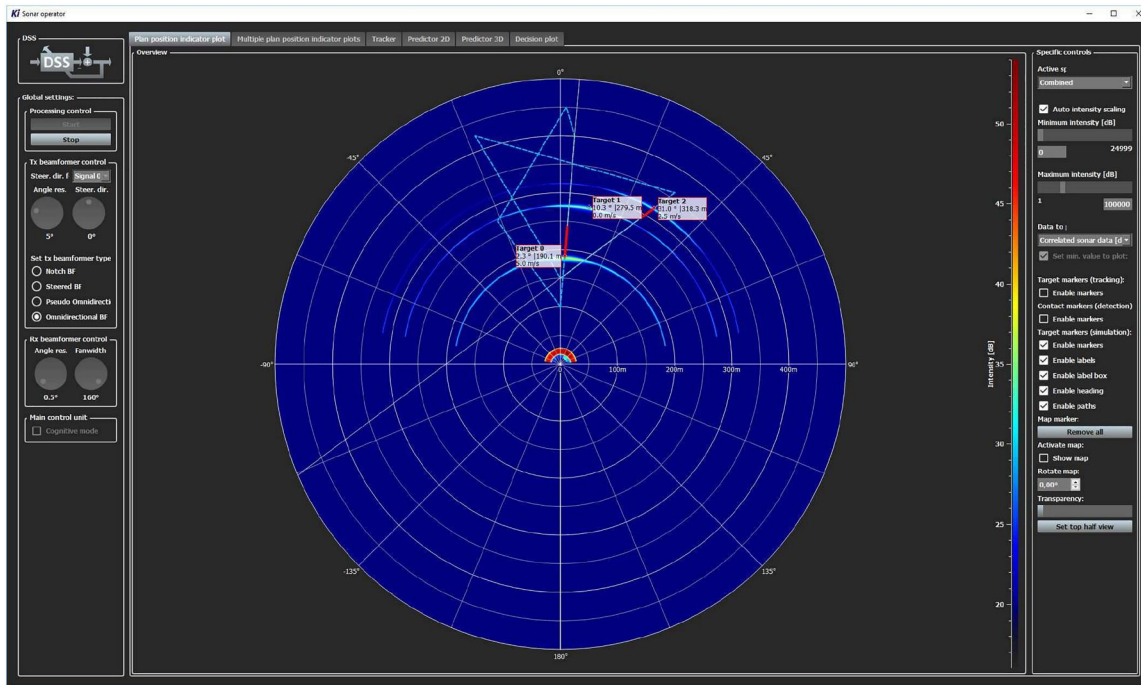 Ki Sonar operator
DSS
DSS
Global settings:
Processing control
Start
Stop
Tx beamformer control
Steer. dir. f
Angle res. Steer. dir.
5° 0°
Set tx beamformer type
Notch BF
Steered BF
Pseudo Omnidirecti
Omnidirectional BF
Rx beamformer control
Angle res. Fanwidth
0.5° 160°
Main control unit
Cognitive mode
Plan position indicator plot Multiple plan position indicator plots Tracker Predictor 2D Predictor 3D Decision plot
Overview
0°
-45° 45°
Target 1
10.3 ° |279.5 m
0.0 m/s
Target 2
31.0 ° |318.3 m
2.5 m/s
Target 0
2.3 ° |190.1 m
5.0 m/s
-90° 90°
0 100m 200m 300m 400m
-135° 135°
180°
50
45
40
35
30
25
20
Intensity [dB]
Specific controls
Combined
Auto intensity scaling
Minimum intensity [dB]
0 24999
Maximum intensity [dB]
1 100000
Correlated sonar data [d
Set min. value to plot:
Target markers (tracking):
Enable markers
Contact markers (detection)
Enable markers
Target markers (simulation):
Enable markers
Enable labels
Enable label box
Enable heading
Enable paths
Map marker:
Remove all
Activate map:
Show map
Rotate map:
0,00°
Transparency:
Set top half view